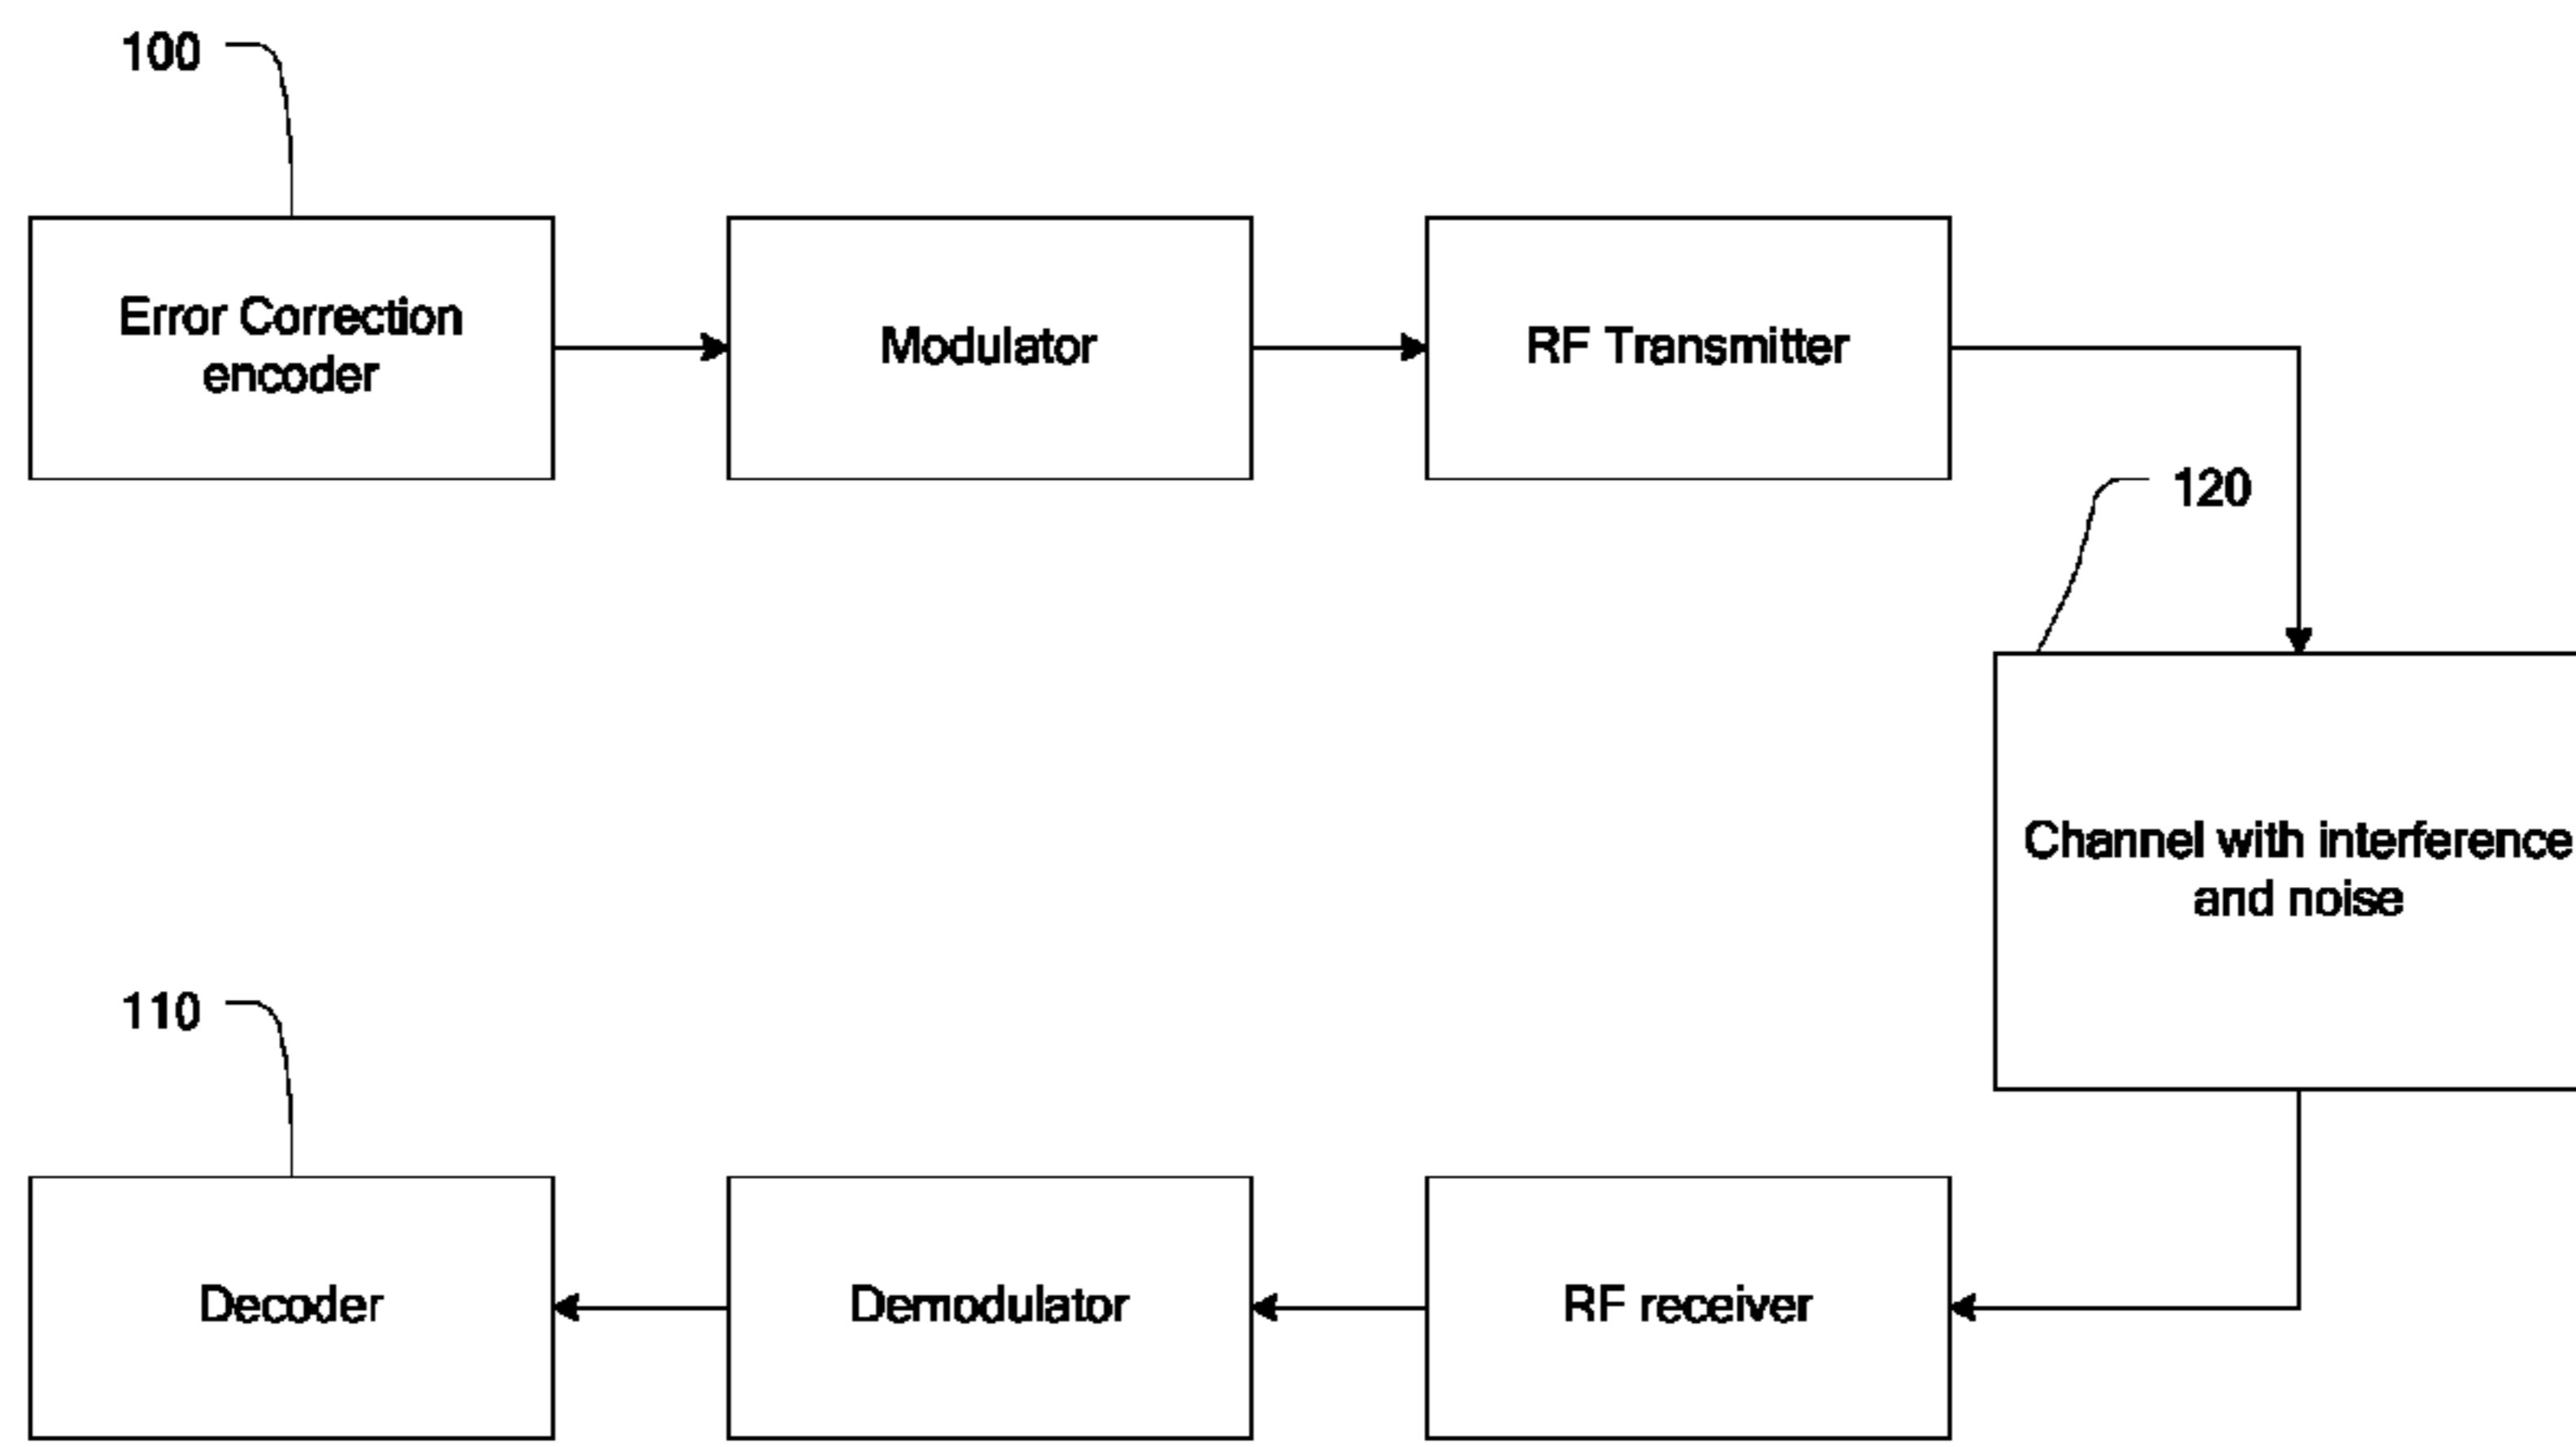 100
Error Correction
encoder
Modulator
RF Transmitter
120
Channel with interference
and noise
110
Decoder
Demodulator
RF receiver